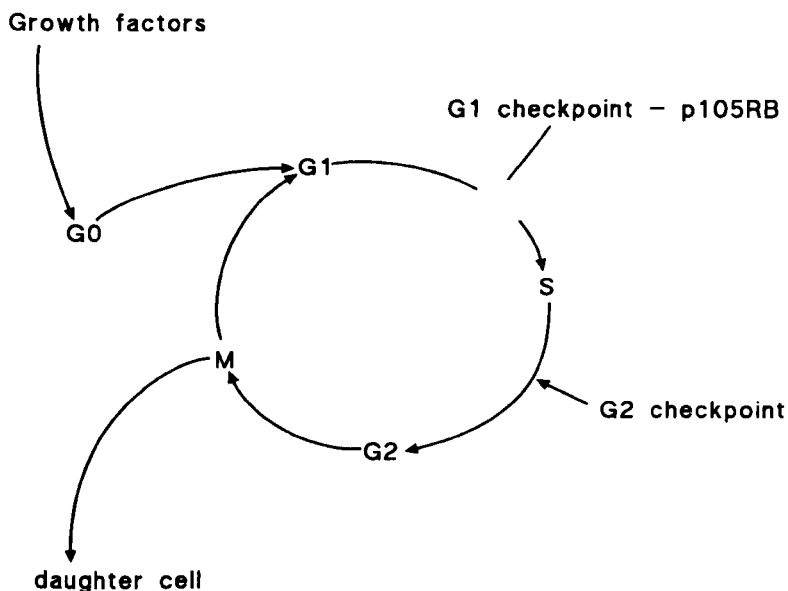 Growth factors
G1 checkpoint – p105RB
G1
G0
S
M
G2 checkpoint
G2
daughter cell